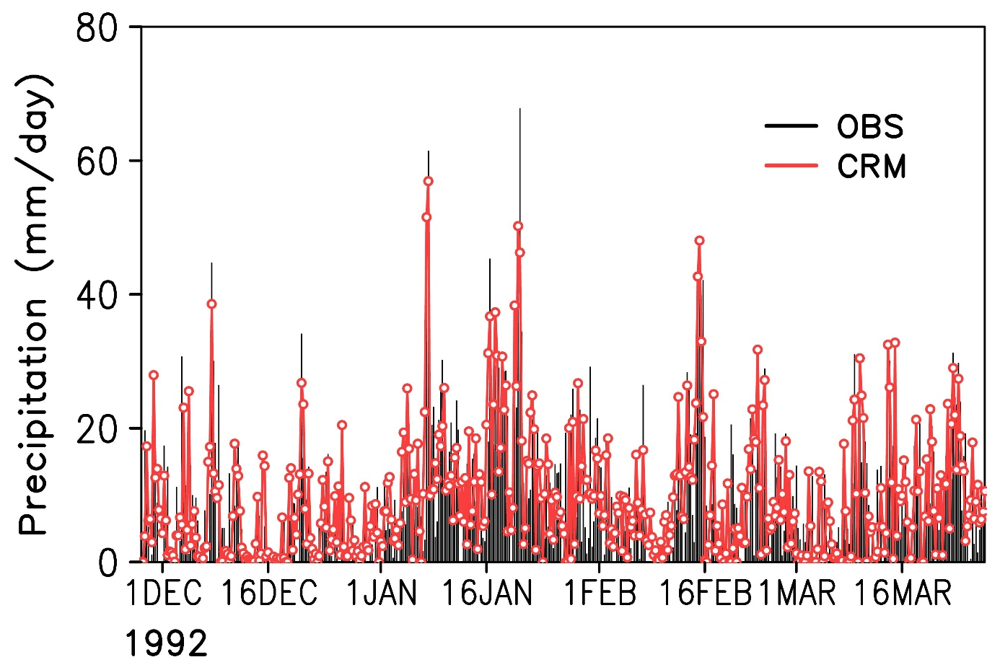 80
60
40
20
0
Precipitation (mm/day)
OBS
CRM
1DEC 16DEC 1JAN 16JAN 1FEB 16FEB 1MAR 16MAR
1992